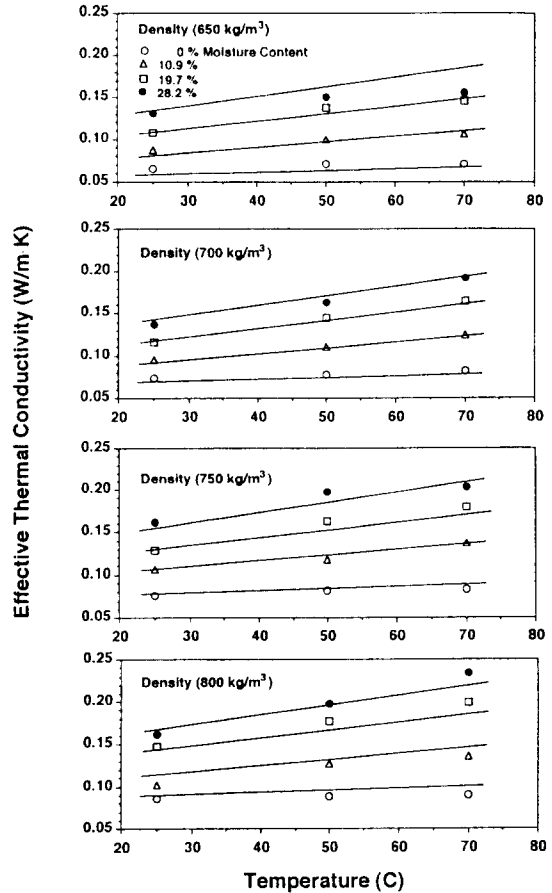 Effective Thermal Conductivity (W/m·K)
0.25
0.20
0.15
0.10
0.05
Density (650 kg/m³)
0 % Moisture Content
10.9 %
19.7 %
28.2 %
20 30 40 50 60 70 80
0.25
0.20
0.15
0.10
0.05
Density (700 kg/m³)
20 30 40 50 60 70 80
0.25
0.20
0.15
0.10
0.05
Density (750 kg/m³)
20 30 40 50 60 70 80
0.25
0.20
0.15
0.10
0.05
Density (800 kg/m³)
20 30 40 50 60 70 80
Temperature (C)